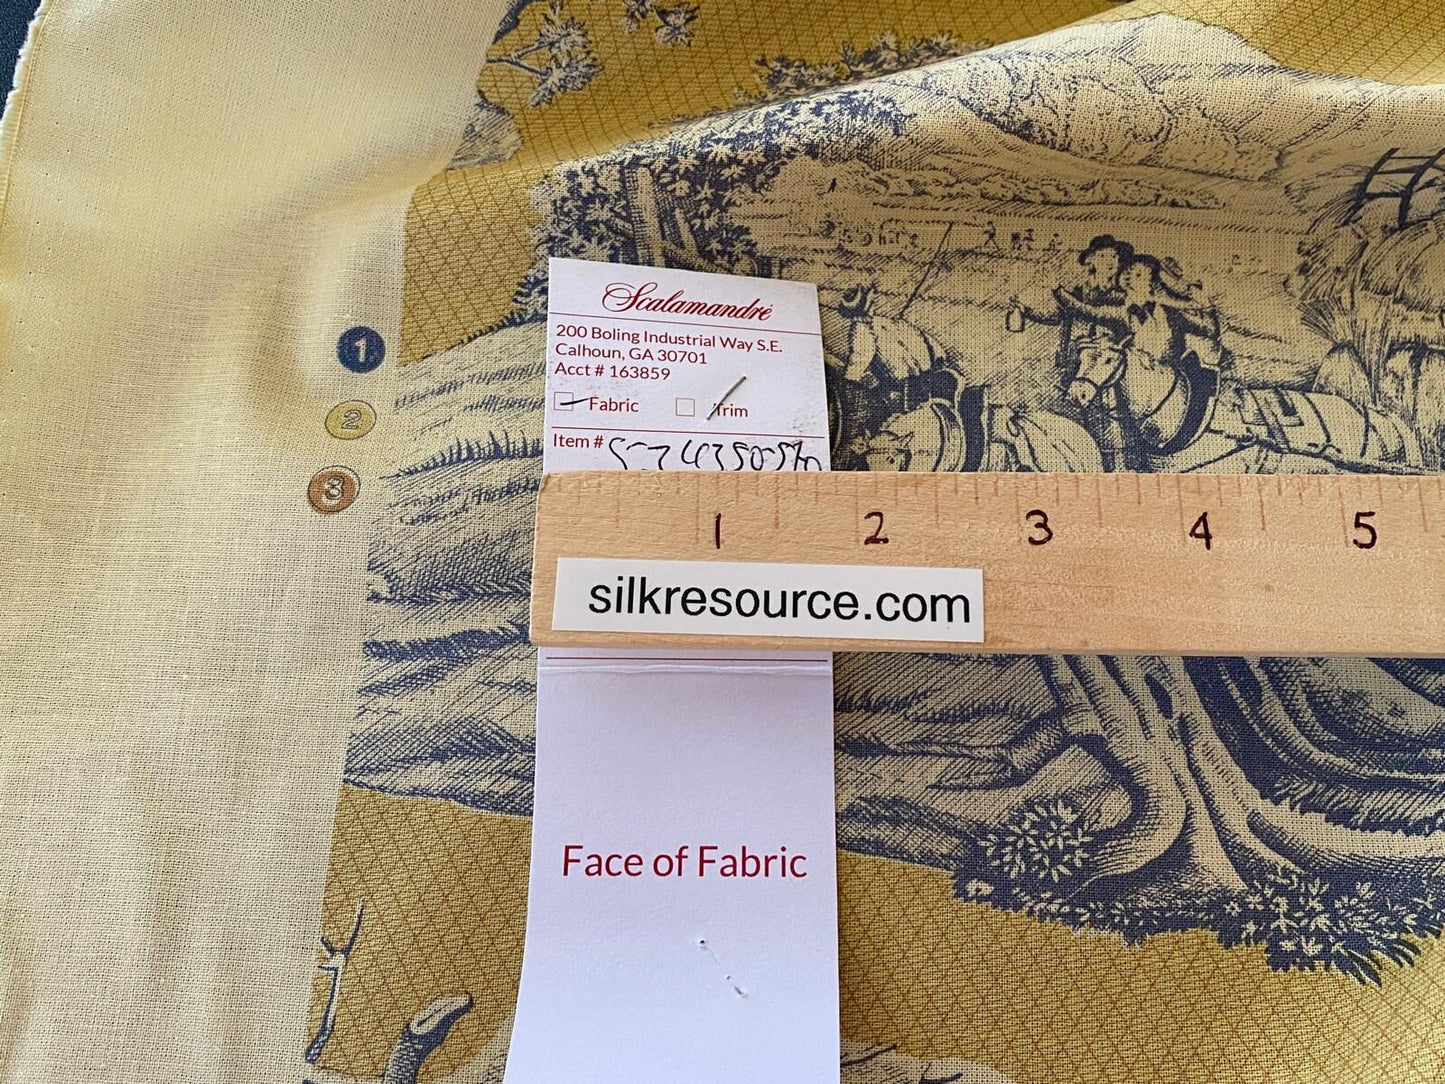 Scalamandré
200 Boling Industrial Way S.E.
Calhoun, GA 30701
Acct # 163859
Fabric Trim
Item #
1
2
3
1 2 3 4 5
silkresource.com
Face of Fabric